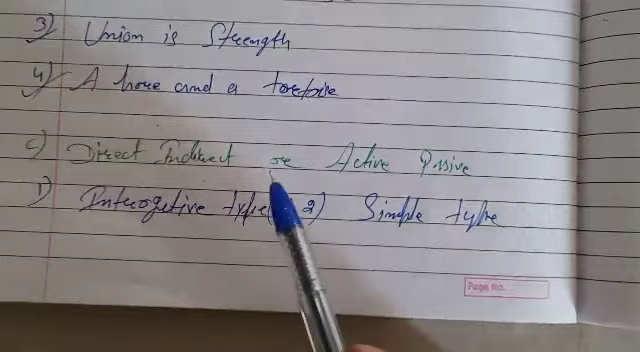 3) Union is Strength
4) A hare and a tortoise
C) Direct Indirect or Active Passive
1) Interogetive type 2) Simple type
Page No.